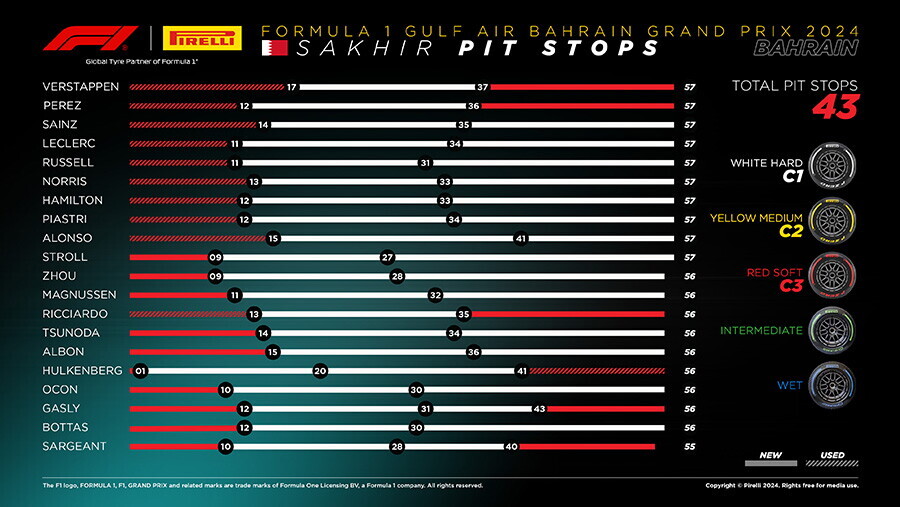 F1
PIRELLI
Global Tyre Partner of Formula 1®
FORMULA 1 GULF AIR BAHRAIN GRAND PRIX 2024
SAKHIR PIT STOPS
BAHRAIN
VERSTAPPEN 17 37 57
PEREZ 12 36 57
SAINZ 14 35 57
LECLERC 11 34 57
RUSSELL 11 31 57
NORRIS 13 33 57
HAMILTON 12 33 57
PIASTRI 12 34 57
ALONSO 15 41 57
STROLL 09 27 57
ZHOU 09 28 56
MAGNUSSEN 11 32 56
RICCIARDO 13 35 56
TSUNODA 14 34 56
ALBON 15 36 56
HULKENBERG 01 20 41 56
OCON 10 30 56
GASLY 12 31 43 56
BOTTAS 12 30 56
SARGEANT 10 28 40 55
TOTAL PIT STOPS
43
WHITE HARD
C1
YELLOW MEDIUM
C2
RED SOFT
C3
INTERMEDIATE
WET
NEW USED
The F1 logo, FORMULA 1, F1, GRAND PRIX and related marks are trade marks of Formula One Licensing BV, a Formula 1 company. All rights reserved.
Copyright © Pirelli 2024. Rights free for media use.